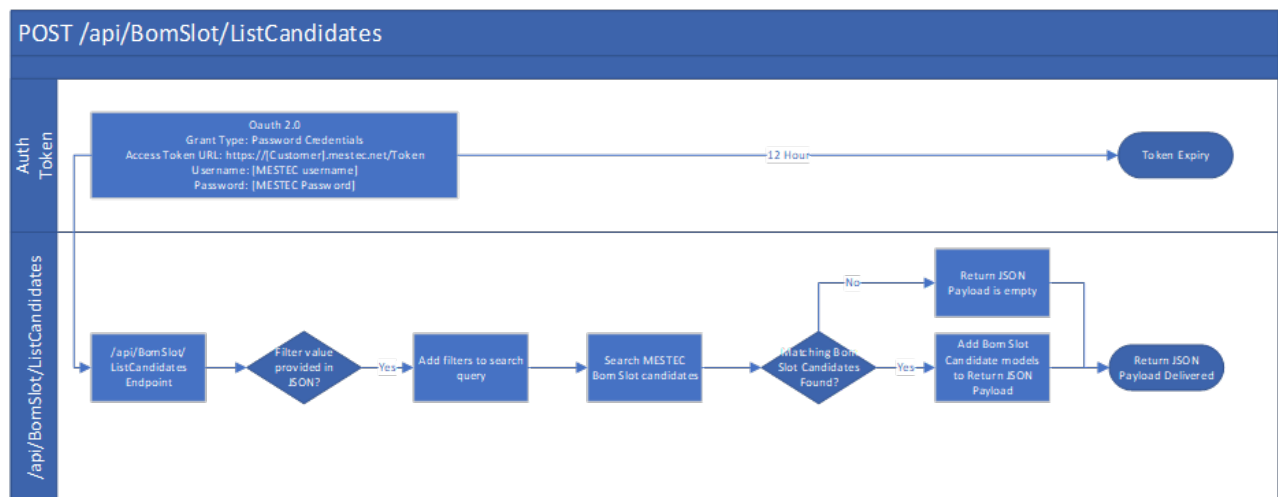 POST /api/BomSlot/ListCandidates
Auth
Token
Oauth 2.0
Grant Type: Password Credentials
Access Token URL: https://[Customer].mestec.net/Token
Username: [MESTEC username]
Password: [MESTEC Password]
12 Hour
Token Expiry
/api/BomSlot/ListCandidates
/api/BomSlot/
ListCandidates
Endpoint
Filter value
provided in
JSON?
Yes
Add filters to search
query
Search MESTEC
Bom Slot candidates
Matching Bom
Slot Candidates
Found?
No
Return JSON
Payload is empty
Yes
Add Bom Slot
Candidate models
to Return JSON
Payload
Return JSON
Payload Delivered